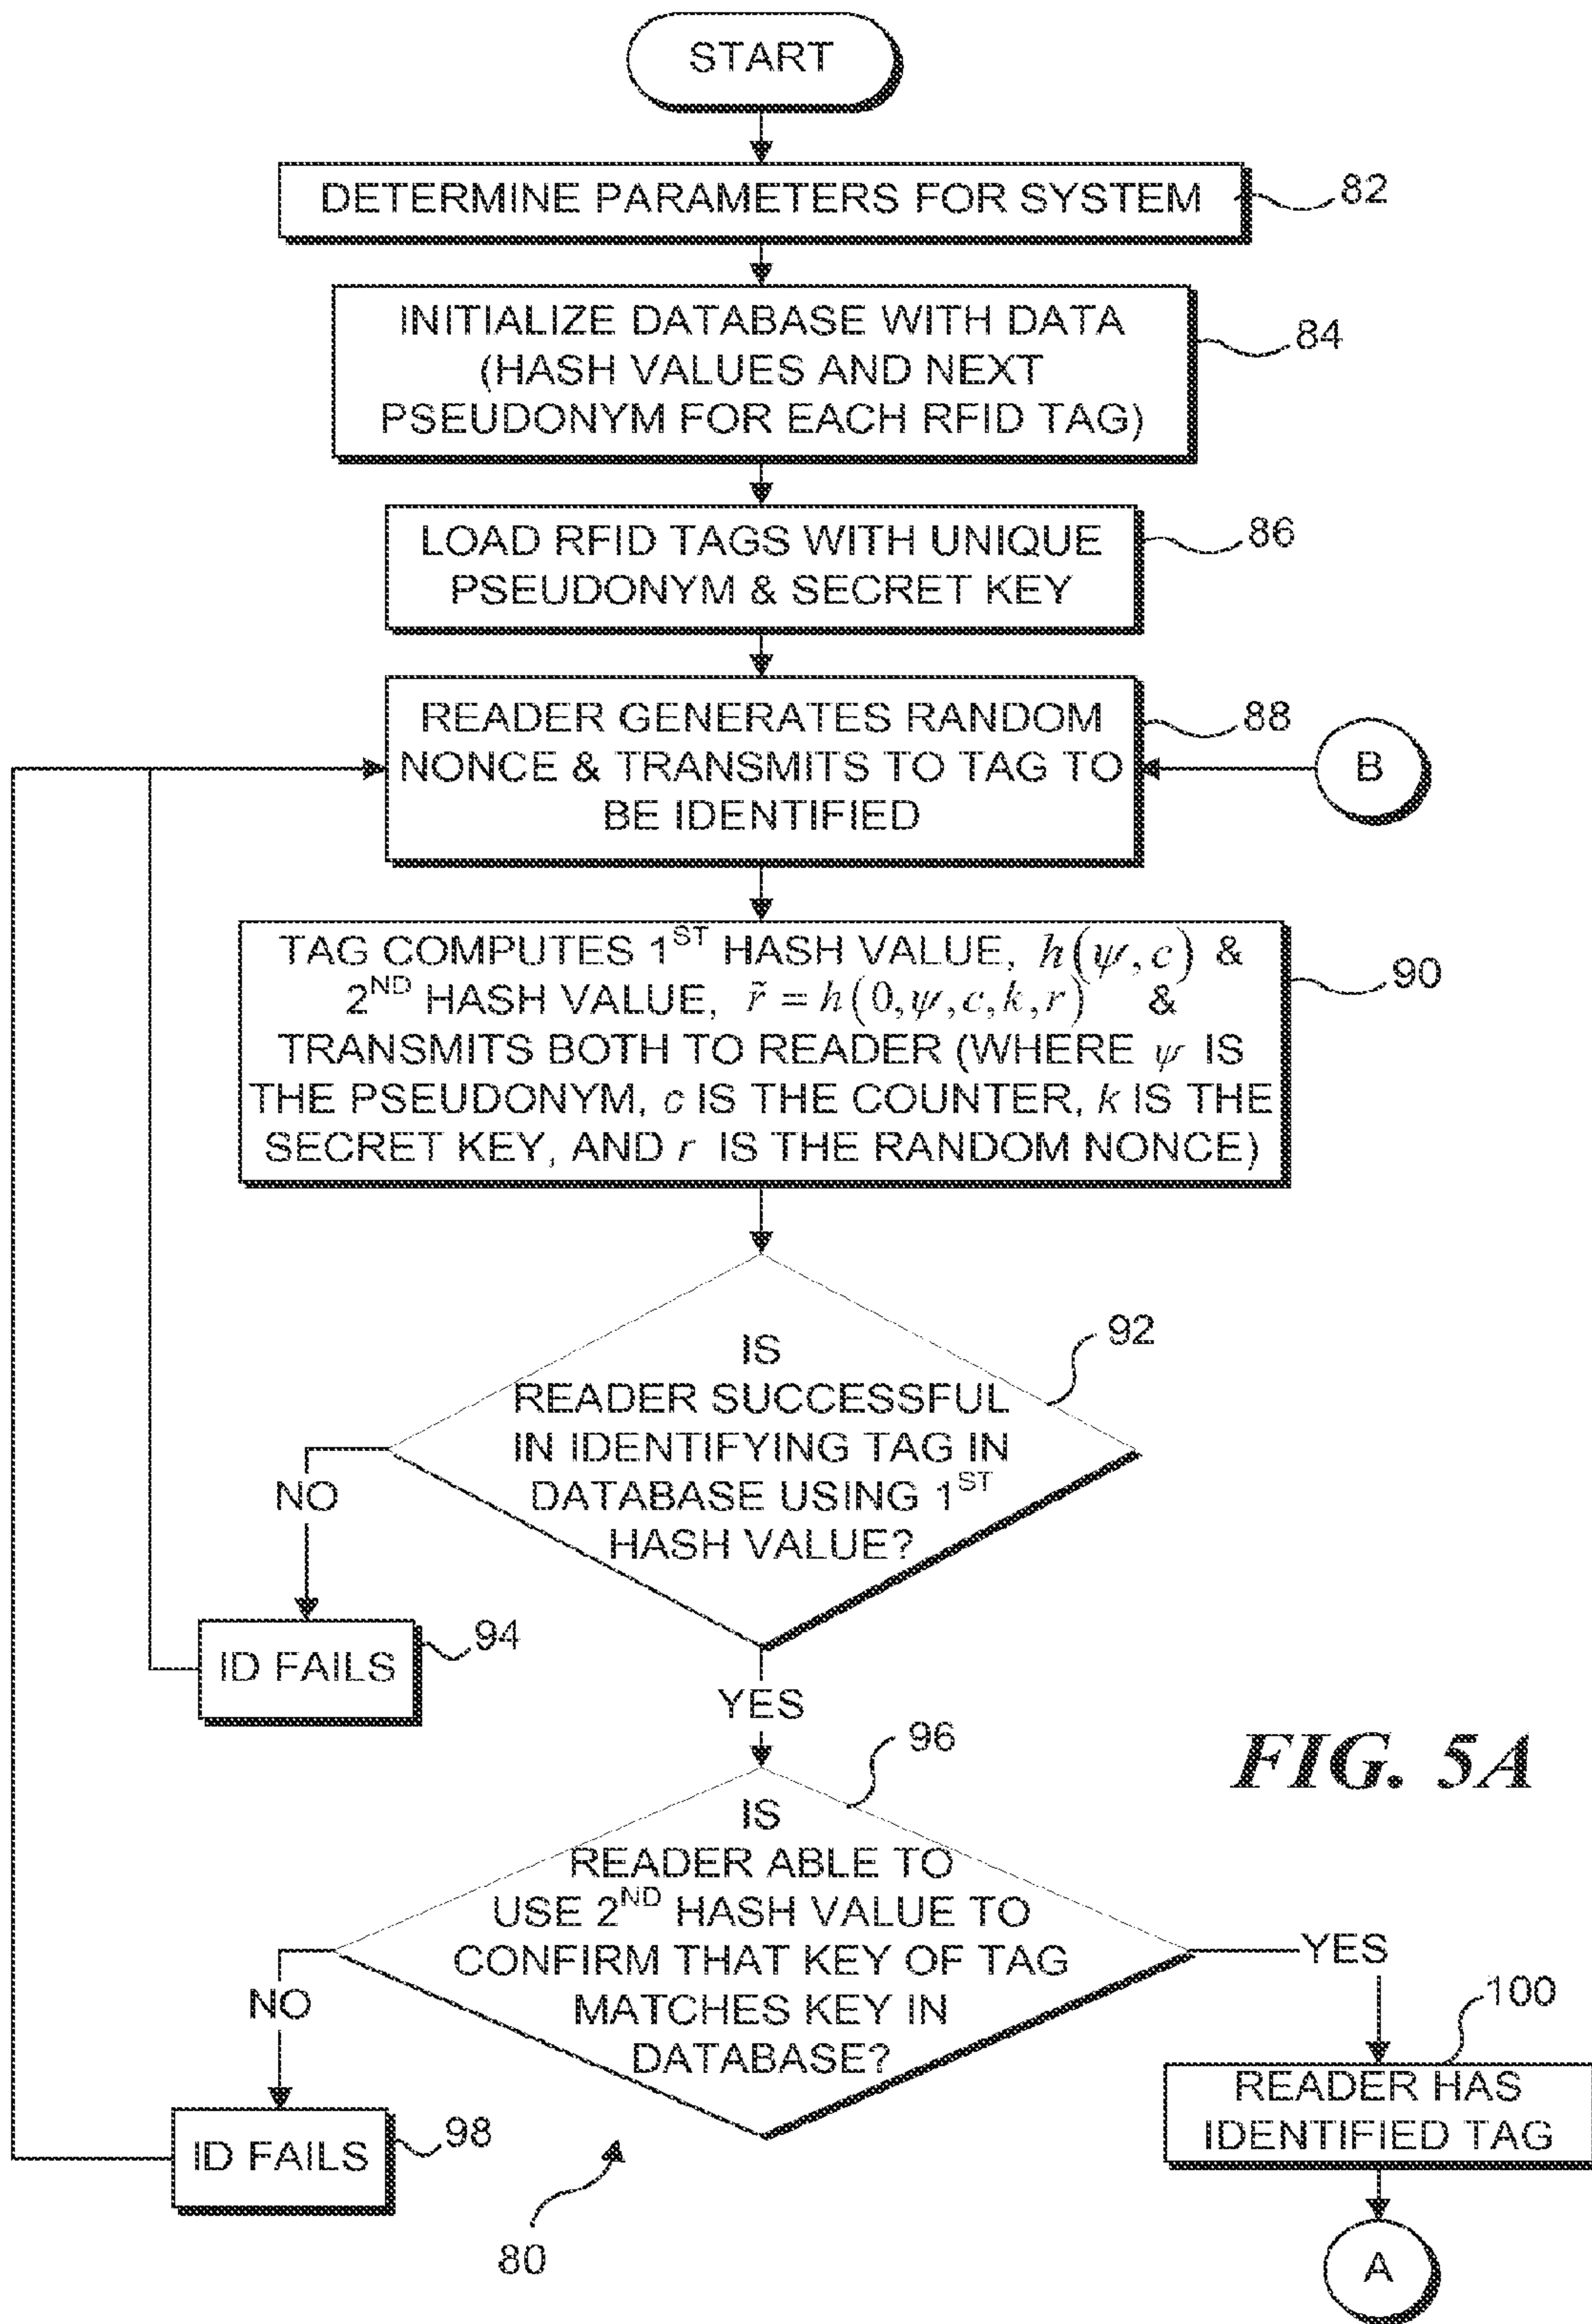 START
DETERMINE PARAMETERS FOR SYSTEM
82
INITIALIZE DATABASE WITH DATA
(HASH VALUES AND NEXT
PSEUDONYM FOR EACH RFID TAG)
84
LOAD RFID TAGS WITH UNIQUE
PSEUDONYM & SECRET KEY
86
READER GENERATES RANDOM
NONCE & TRANSMITS TO TAG TO
BE IDENTIFIED
88
B
TAG COMPUTES 1ST HASH VALUE, h(ψ,c) &
2ND HASH VALUE, r̃ = h(0,ψ,c,k,r) &
TRANSMITS BOTH TO READER (WHERE ψ IS
THE PSEUDONYM, c IS THE COUNTER, k IS THE
SECRET KEY, AND r IS THE RANDOM NONCE)
90
IS
READER SUCCESSFUL
IN IDENTIFYING TAG IN
DATABASE USING 1ST
HASH VALUE?
92
NO
ID FAILS
94
YES
IS
READER ABLE TO
USE 2ND HASH VALUE TO
CONFIRM THAT KEY OF TAG
MATCHES KEY IN
DATABASE?
96
FIG. 5A
NO
ID FAILS
98
YES
100
READER HAS
IDENTIFIED TAG
80
A